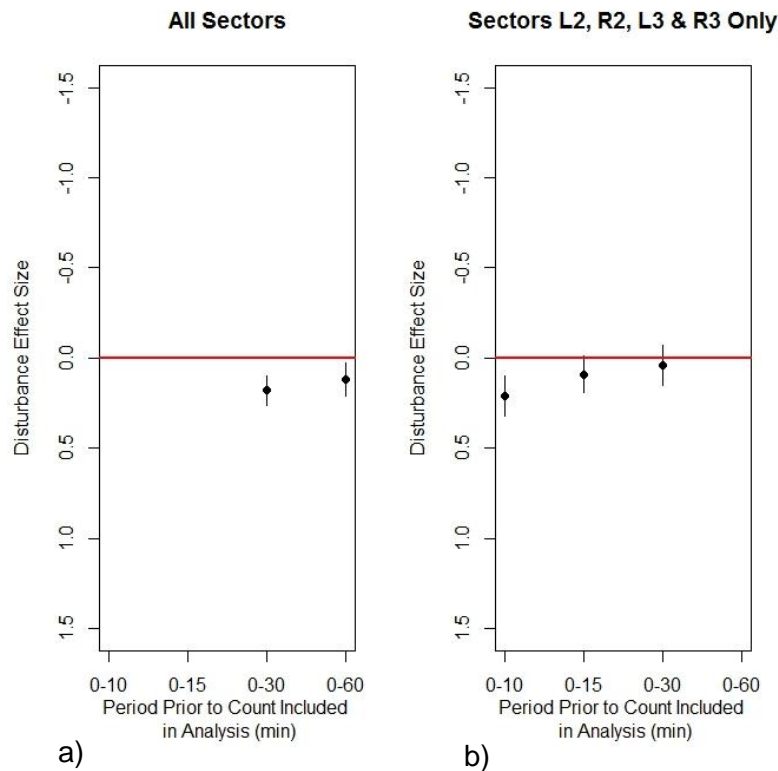 All Sectors
Disturbance Effect Size
-1.5
-1.0
-0.5
0.0
0.5
1.0
1.5
0-10 0-15 0-30 0-60
Period Prior to Count Included
in Analysis (min)
a)
Sectors L2, R2, L3 & R3 Only
Disturbance Effect Size
-1.5
-1.0
-0.5
0.0
0.5
1.0
1.5
0-10 0-15 0-30 0-60
Period Prior to Count Included
in Analysis (min)
b)